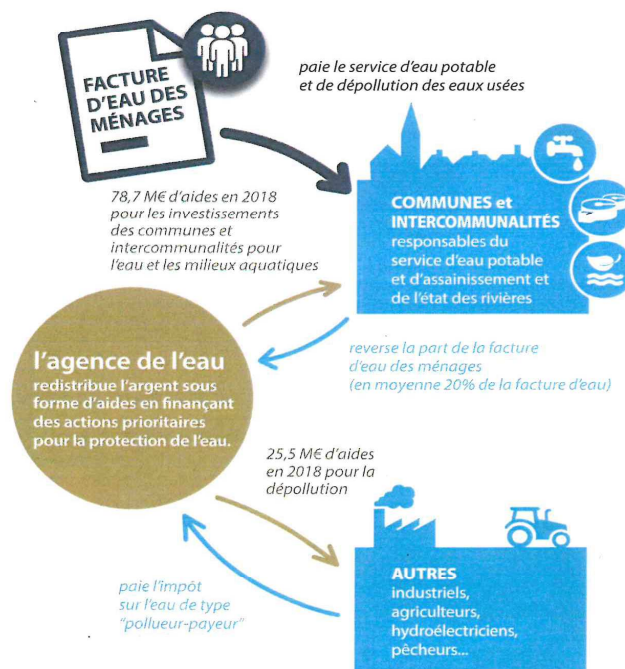 FACTURE
D'EAU DES
MÉNAGES
paie le service d'eau potable
et de dépollution des eaux usées
78,7 M€ d'aides en 2018
pour les investissements
des communes et
intercommunalités pour
l'eau et les milieux aquatiques
COMMUNES et
INTERCOMMUNALITÉS
responsables du
service d'eau potable
et d'assainissement et
de l'état des rivières
l'agence de l'eau
redistribue l'argent sous
forme d'aides en finançant
des actions prioritaires
pour la protection de l'eau.
reverse la part de la facture
d'eau des ménages
(en moyenne 20% de la facture d'eau)
25,5 M€ d'aides
en 2018 pour la
dépollution
paie l'impôt
sur l'eau de type
"pollueur-payeur"
AUTRES
industriels,
agriculteurs,
hydroélectriciens,
pêcheurs...